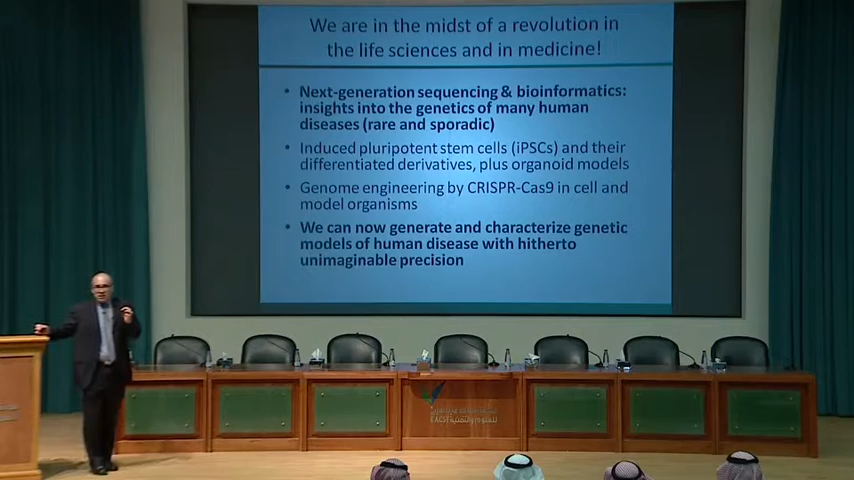 We are in the midst of a revolution in
the life sciences and in medicine!
• Next-generation sequencing & bioinformatics:
insights into the genetics of many human
diseases (rare and sporadic)
• Induced pluripotent stem cells (iPSCs) and their
differentiated derivatives, plus organoid models
• Genome engineering by CRISPR-Cas9 in cell and
model organisms
• We can now generate and characterize genetic
models of human disease with hitherto
unimaginable precision
KACST